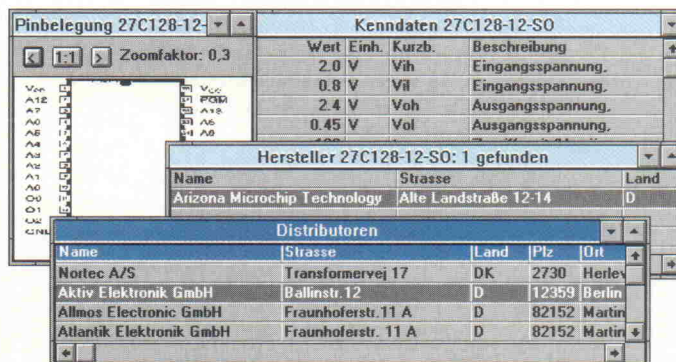 Pinbelegung 27C128-12-
1:1 Zoomfaktor: 0,3
A12
A7
GND
Kenndaten 27C128-12-SO
Wert Einh. Kurzb. Beschreibung
2.0 V Vih Eingangsspannung,
0.8 V Vil Eingangsspannung,
2.4 V Voh Ausgangsspannung,
0.45 V Vol Ausgangsspannung,
Hersteller 27C128-12-SO: 1 gefunden
Name Strasse Land
Arizona Microchip Technology Alte Landstraße 12-14 D
Distributoren
Name Strasse Land Plz Ort
Nortec A/S Transformervej 17 DK 2730 Herlev
Aktiv Elektronik GmbH Ballinstr.12 D 12359 Berlin
Allmos Electronic GmbH Fraunhoferstr. 11 A D 82152 Martin
Atlantik Elektronik GmbH Fraunhoferstr. 11 A D 82152 Martin